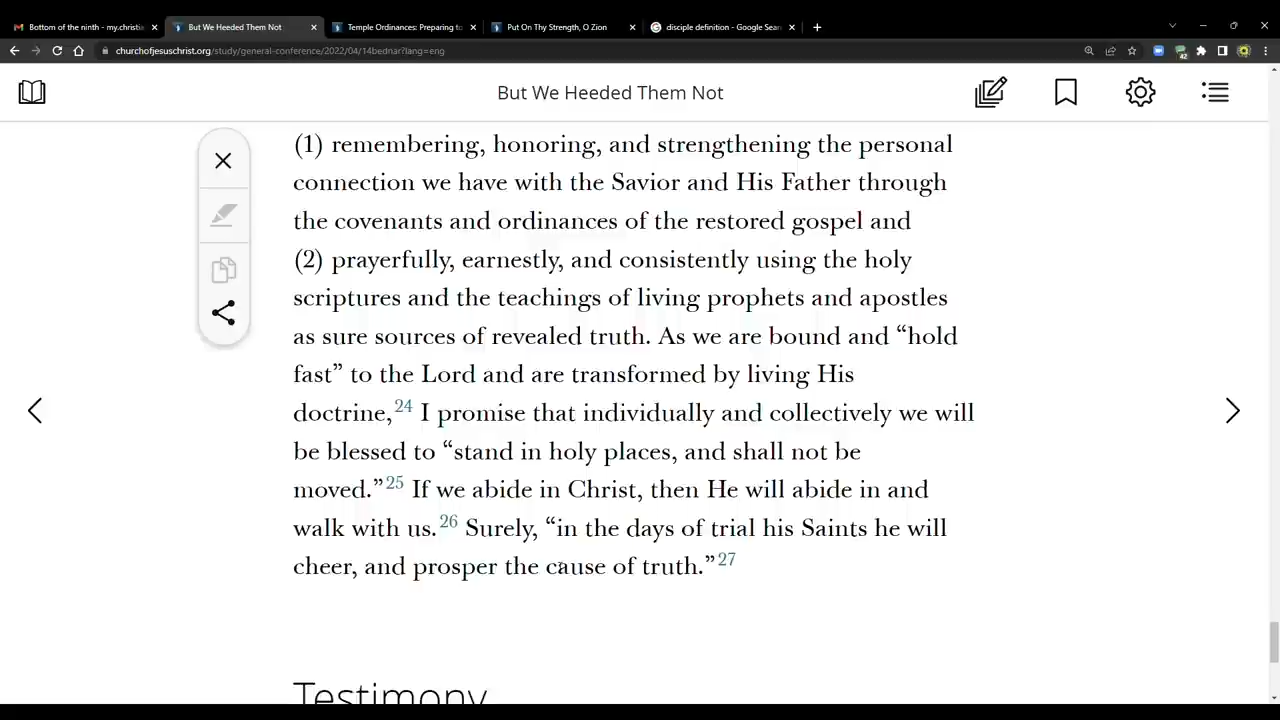 Bottom of the ninth - my.christia
But We Heeded Them Not
Temple Ordinances: Preparing to
Put On Thy Strength, O Zion
disciple definition - Google Sear
churchofjesuschrist.org/study/general-conference/2022/04/14bednar?lang=eng
42
But We Heeded Them Not
(1) remembering, honoring, and strengthening the personal
connection we have with the Savior and His Father through
the covenants and ordinances of the restored gospel and
(2) prayerfully, earnestly, and consistently using the holy
scriptures and the teachings of living prophets and apostles
as sure sources of revealed truth. As we are bound and “hold
fast” to the Lord and are transformed by living His
doctrine,24 I promise that individually and collectively we will
be blessed to “stand in holy places, and shall not be
moved.”25 If we abide in Christ, then He will abide in and
walk with us.26 Surely, “in the days of trial his Saints he will
cheer, and prosper the cause of truth.”27
Testimony